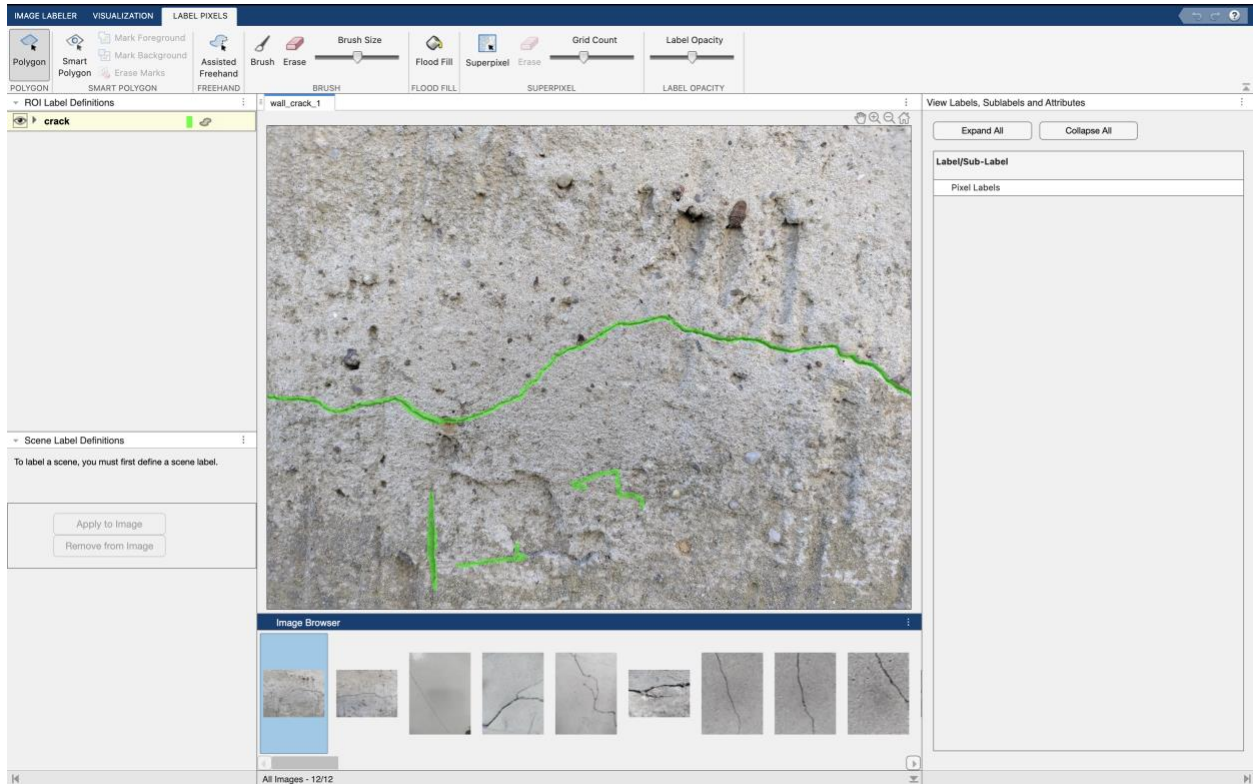 IMAGE LABELER VISUALIZATION LABEL PIXELS
?
Polygon
Smart Polygon
Mark Foreground
Mark Background
Erase Marks
Assisted Freehand
Brush Erase
Brush Size
Flood Fill
Superpixel Erase
Grid Count
Label Opacity
POLYGON SMART POLYGON FREEHAND BRUSH FLOOD FILL SUPERPIXEL LABEL OPACITY
ROI Label Definitions
crack
Scene Label Definitions
To label a scene, you must first define a scene label.
Apply to Image
Remove from Image
wall_crack_1
Image Browser
All Images - 12/12
View Labels, Sublabels and Attributes
Expand All Collapse All
Label/Sub-Label
Pixel Labels